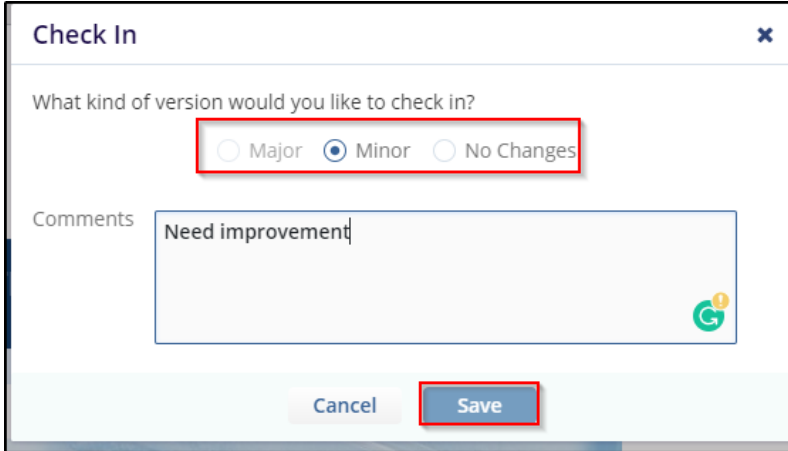 Check In
What kind of version would you like to check in?
Major Minor No Changes
Comments
Need improvement
Cancel Save